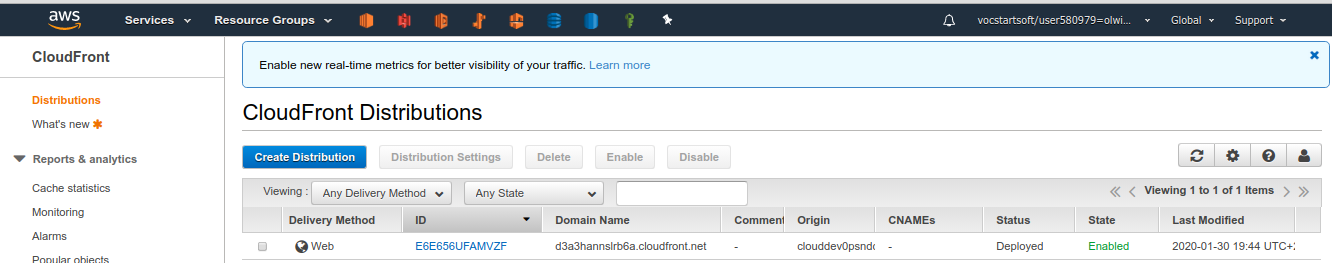 aws Services Resource Groups vocstartsoft/user580979=olwi... Global Support
CloudFront
Enable new real-time metrics for better visibility of your traffic. Learn more
Distributions
What's new
CloudFront Distributions
Reports & analytics
Create Distribution Distribution Settings Delete Enable Disable
Cache statistics
Viewing : Any Delivery Method Any State Viewing 1 to 1 of 1 Items
Monitoring
Delivery Method ID Domain Name Comment Origin CNAMEs Status State Last Modified
Alarms
Web E6E656UFAMVZF d3a3hannslrb6a.cloudfront.net - clouddev0psndc - Deployed Enabled 2020-01-30 19:44 UTC+
Popular objects